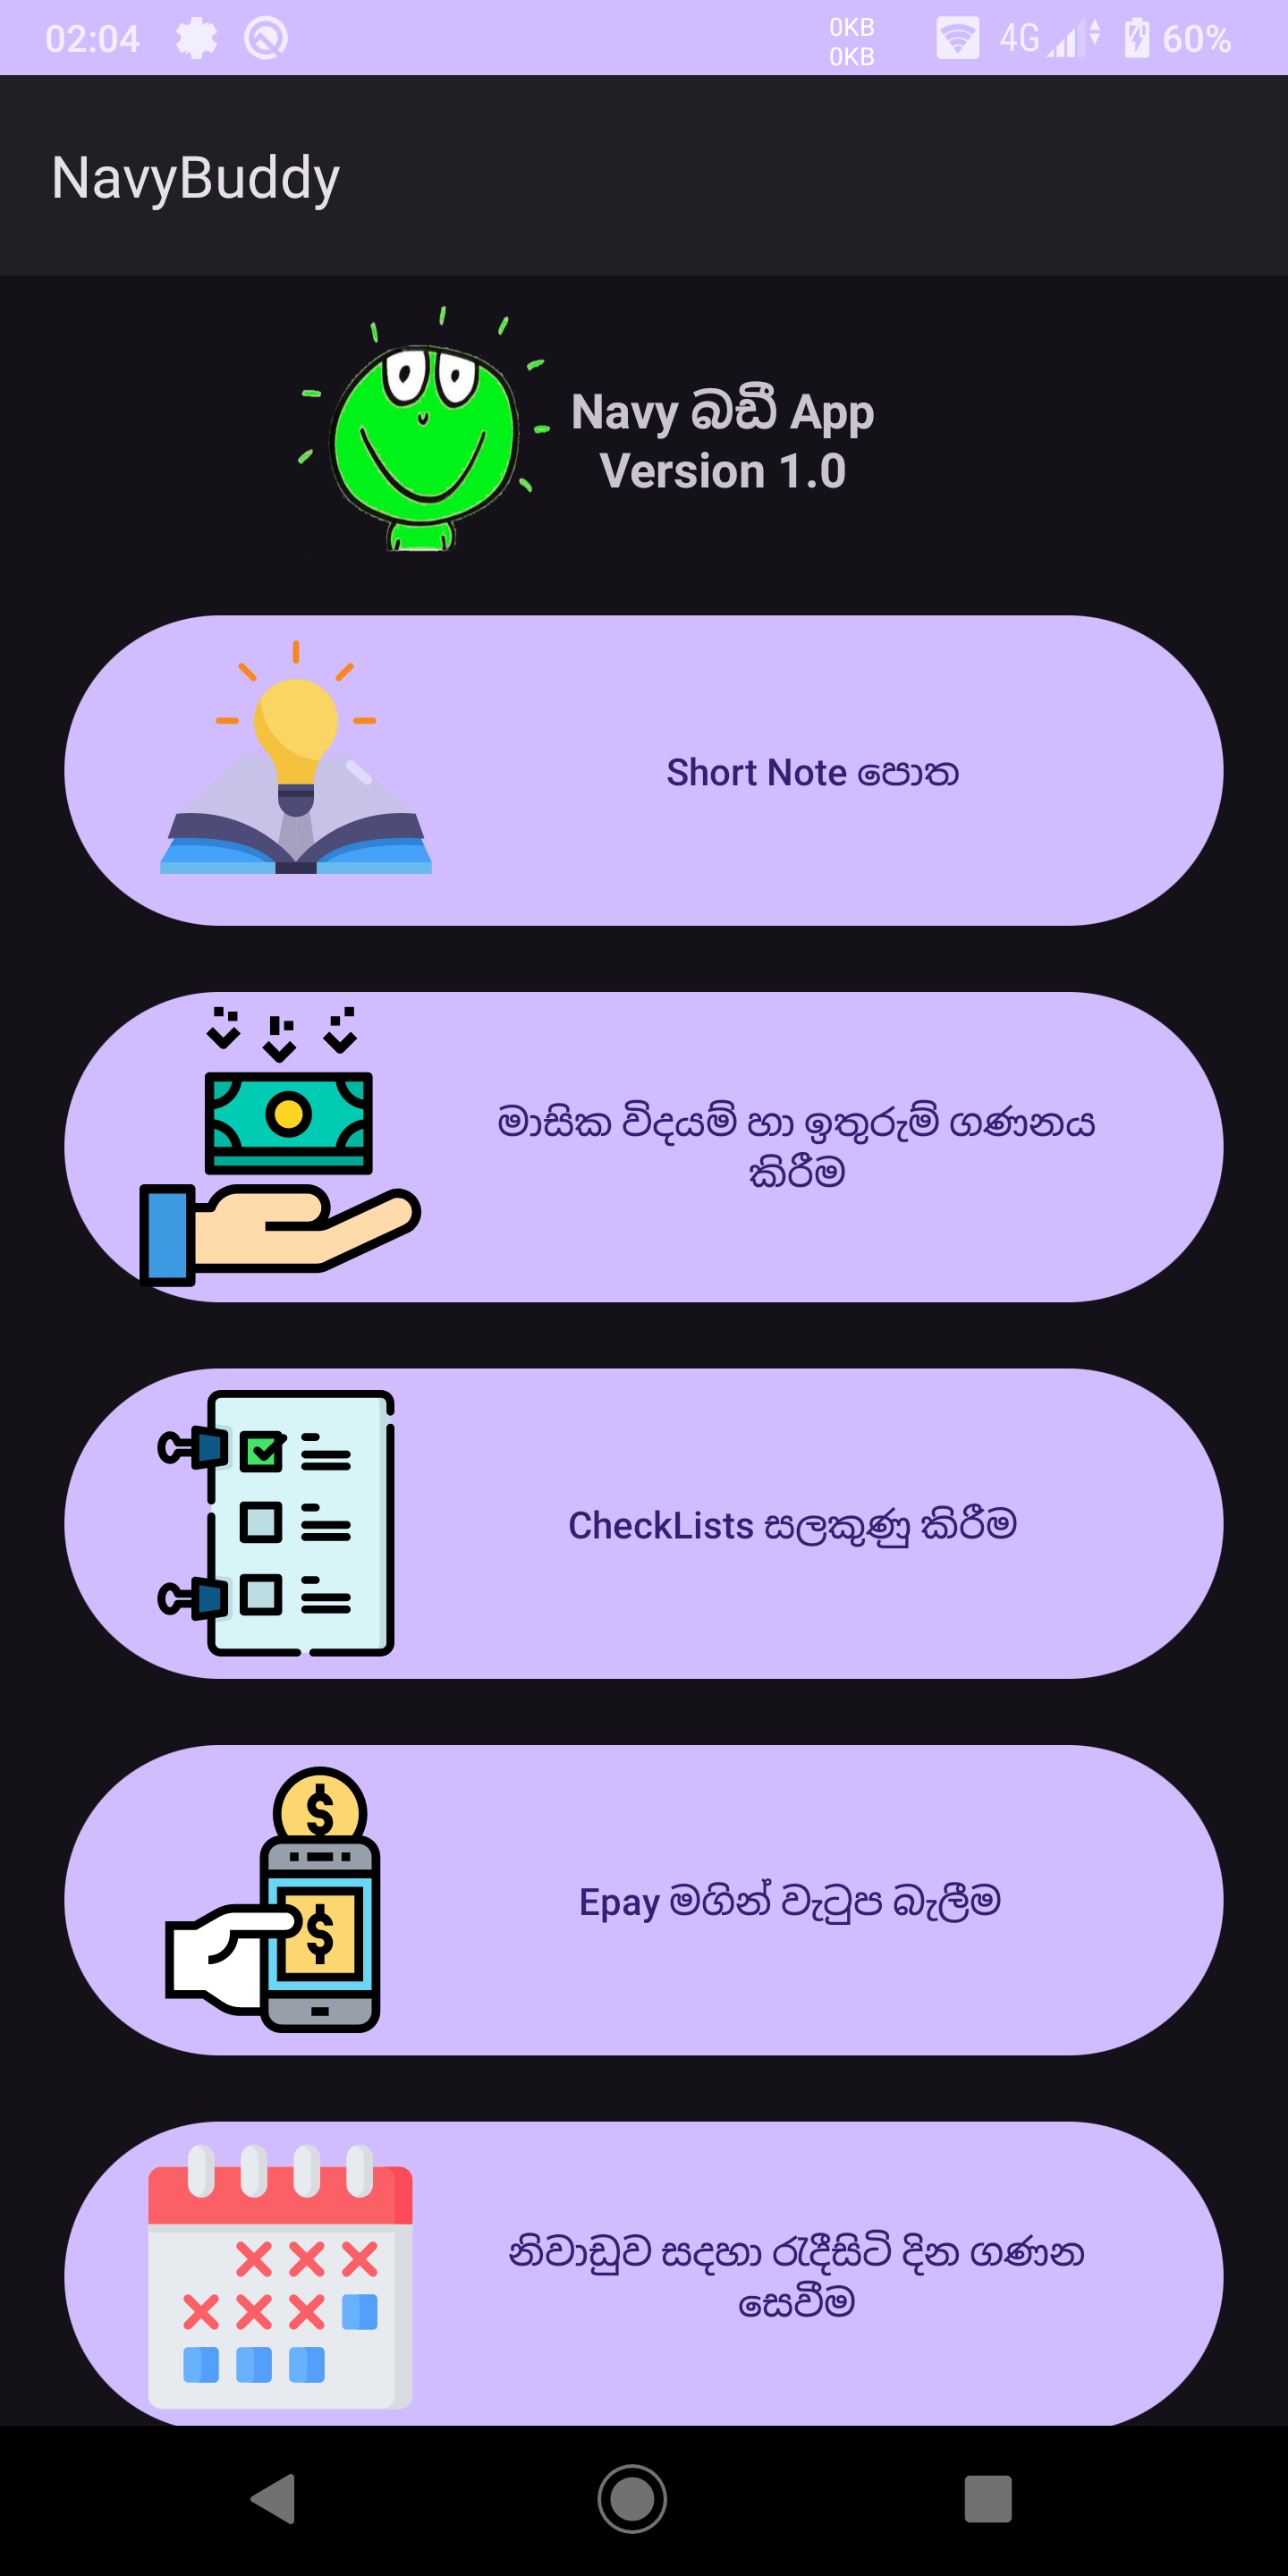 02:04
0KB
0KB
4G
60%
NavyBuddy
Navy බඩී App
Version 1.0
Short Note පොත
මාසික විදයම් හා ඉතුරුම් ගණනය
කිරීම
CheckLists සලකුණු කිරීම
Epay මගින් වැටුප බැලීම
නිවාඩුව සදහා රැදීසිටි දින ගණන
සෙවීම